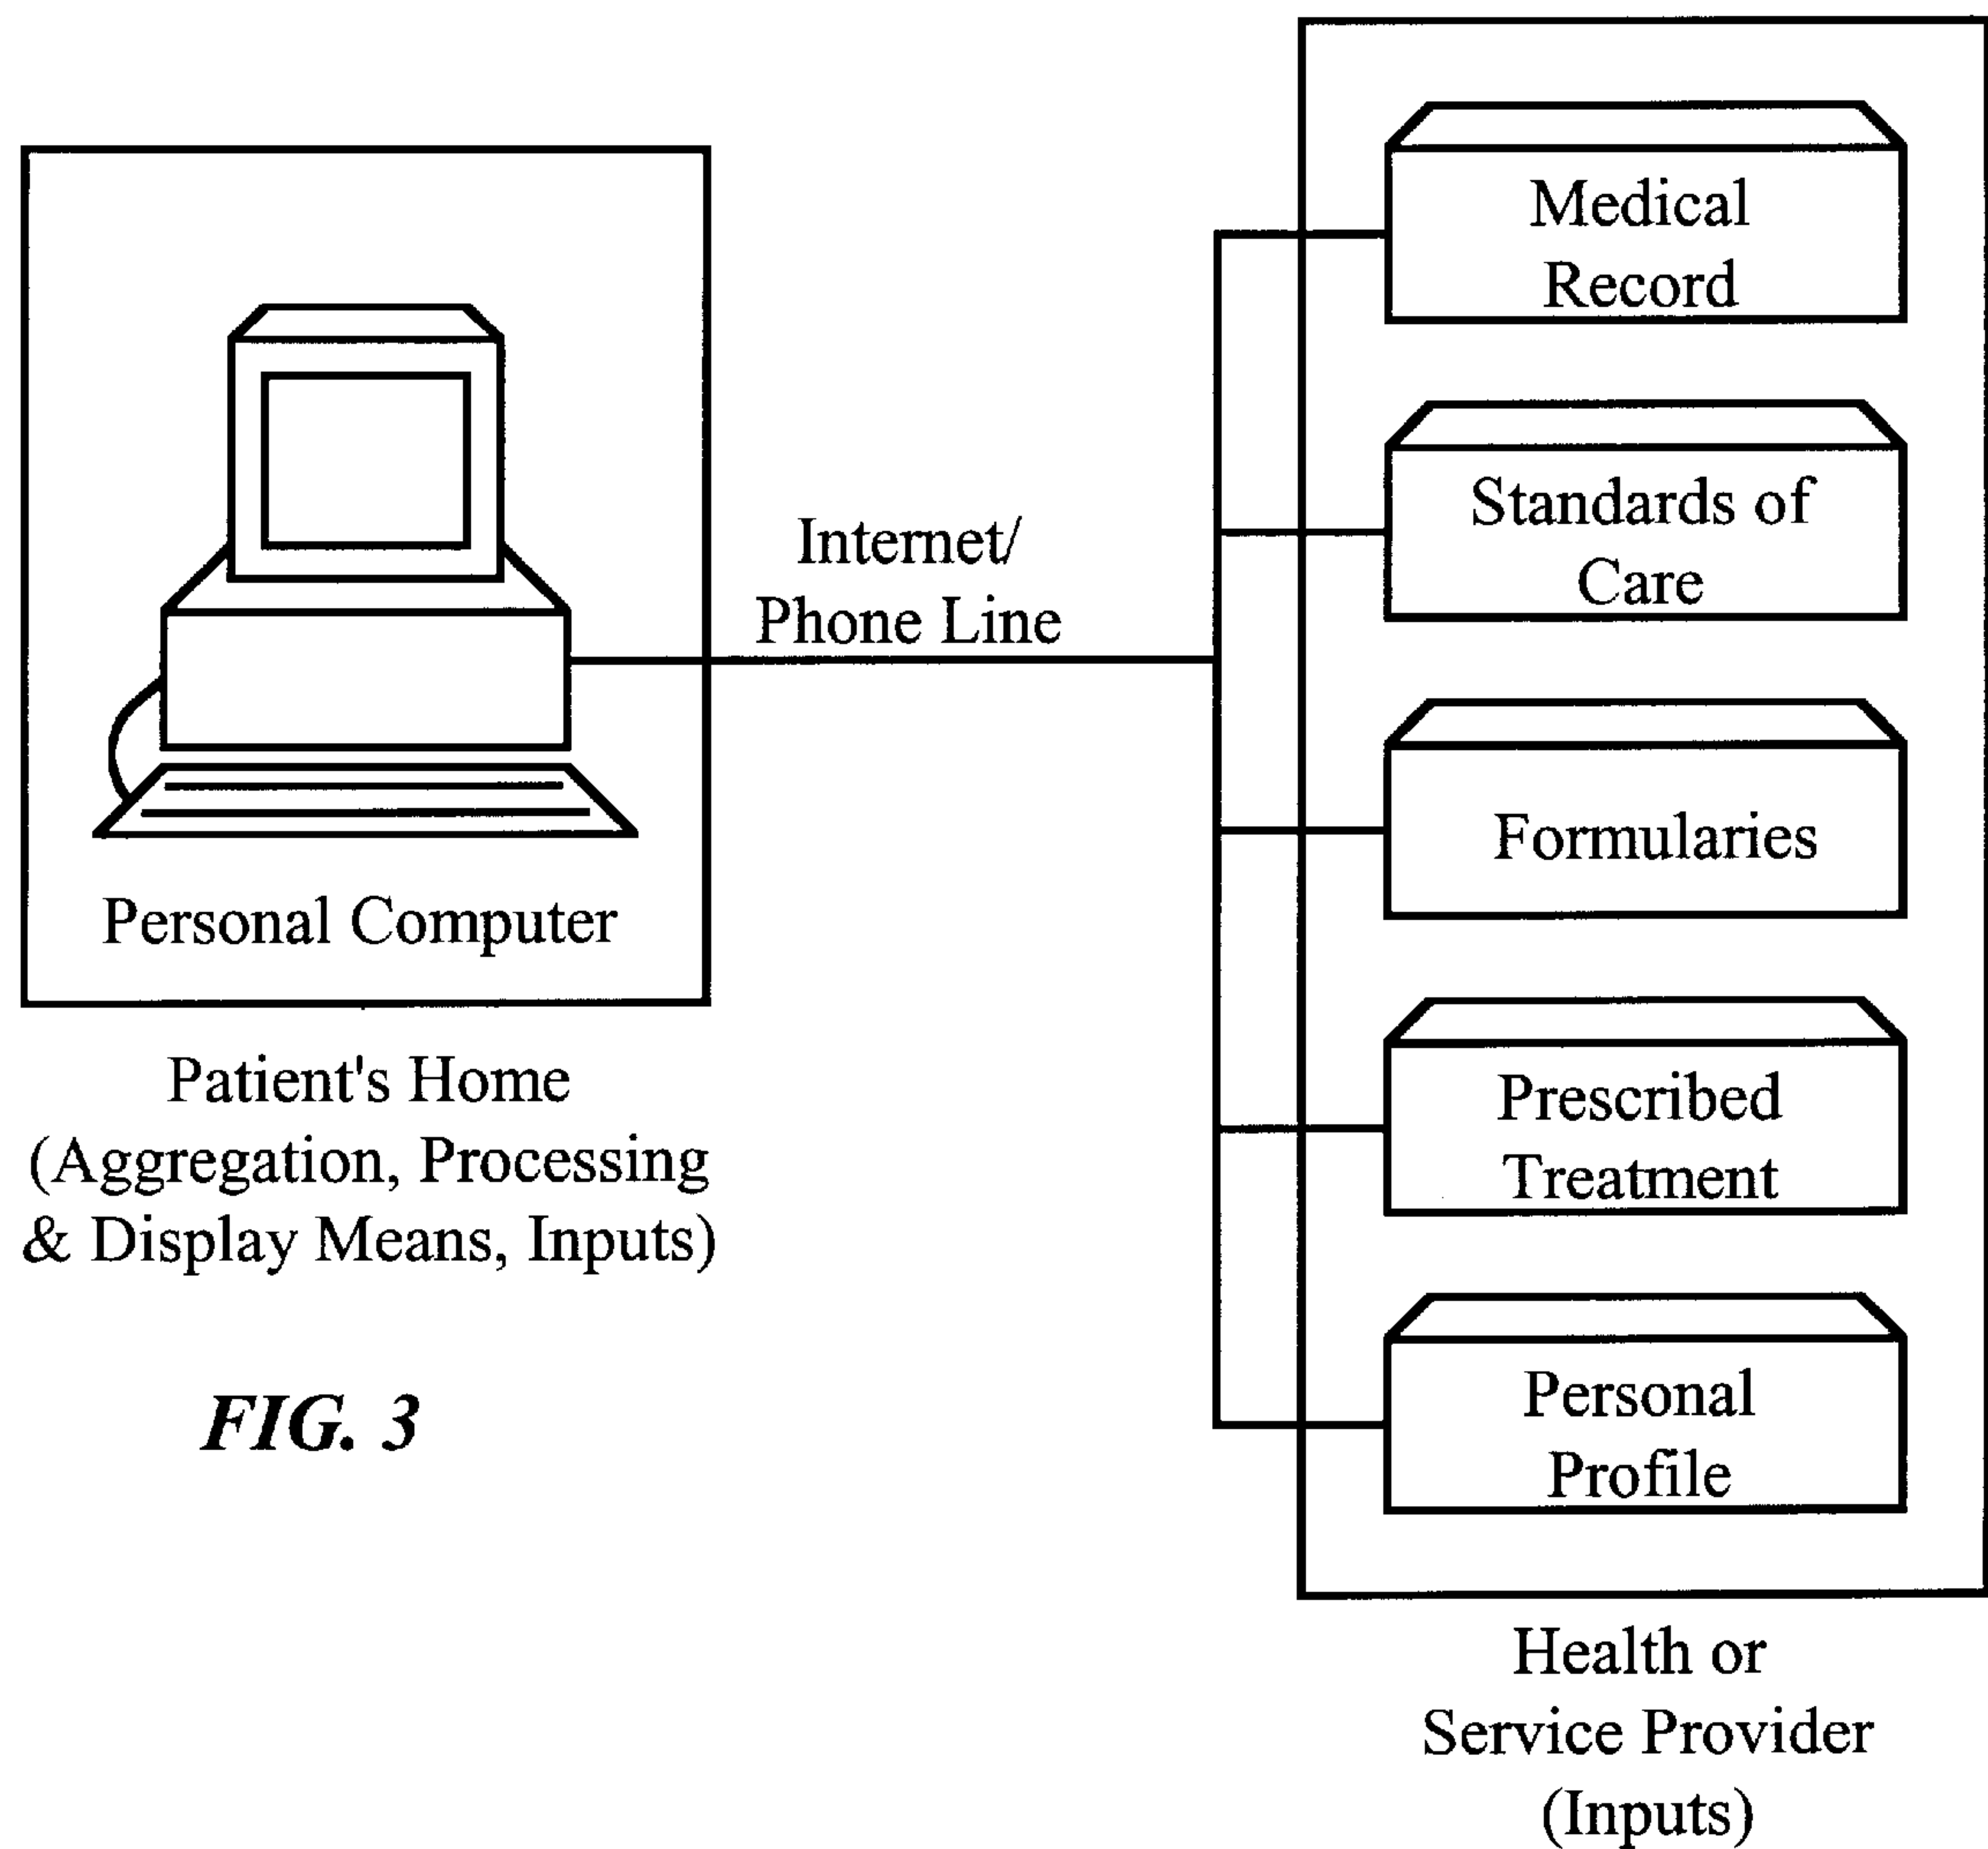 Personal Computer
Patient's Home
(Aggregation, Processing
& Display Means, Inputs)
FIG. 3
Internet/
Phone Line
Medical
Record
Standards of
Care
Formularies
Prescribed
Treatment
Personal
Profile
Health or
Service Provider
(Inputs)